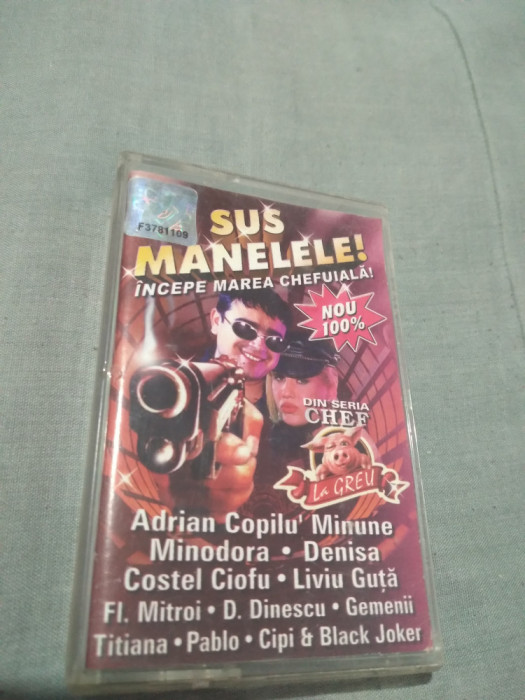 F3781109
SUS
MANELELE!
ÎNCEPE MAREA CHEFUIALĂ!
NOU
100%
DIN SERIA
CHEF
La GREU
Adrian Copilu' Minune
Minodora • Denisa
Costel Ciofu • Liviu Guță
Fl. Mitroi • D. Dinescu • Gemenii
Titiana • Pablo • Cipi & Black Joker